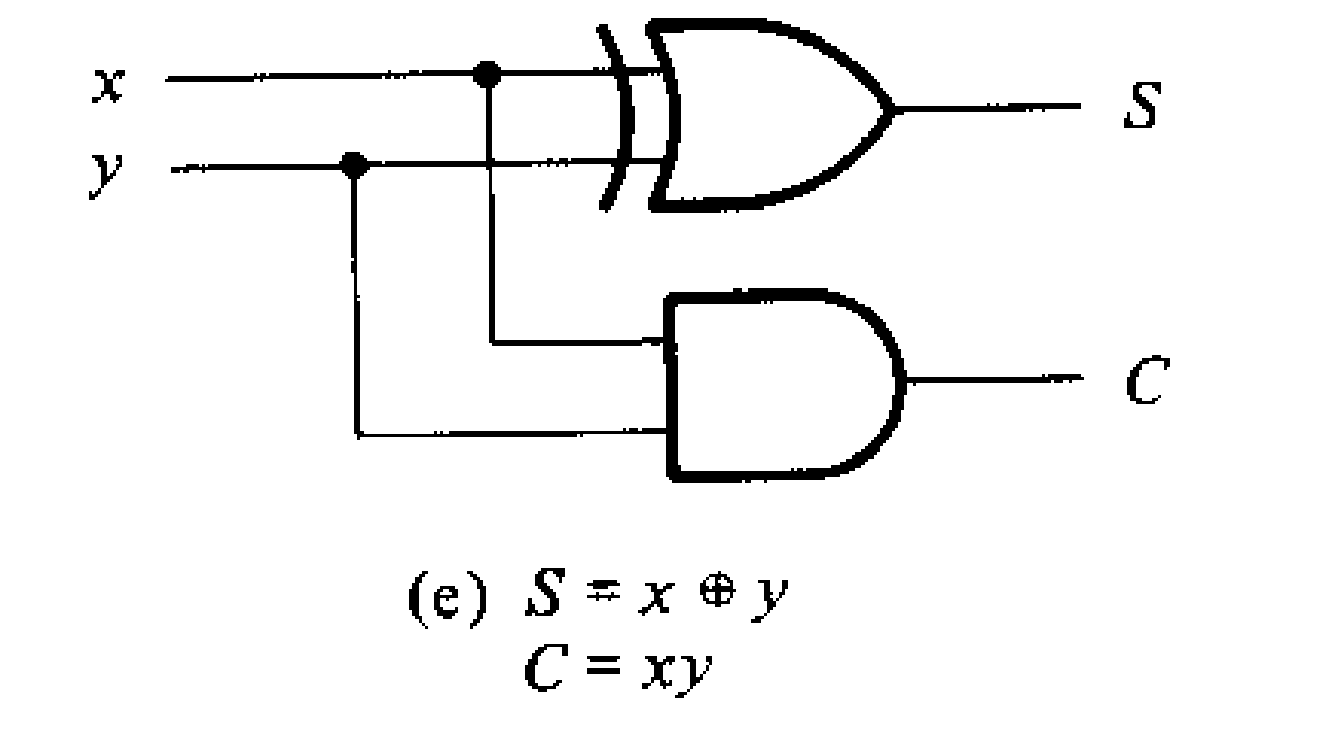 x
S
y
C
(e) S = x ⊕ y
C = xy